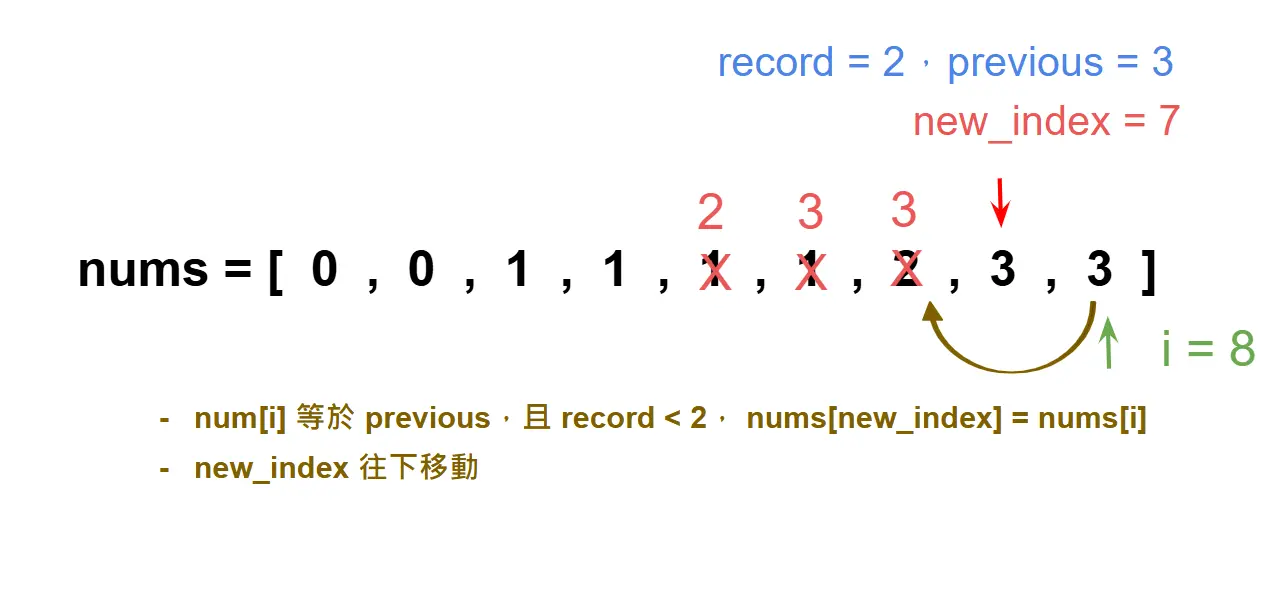 record = 2，previous = 3
new_index = 7
2 3 3
nums = [ 0 , 0 , 1 , 1 , 1 , 1 , 2 , 3 , 3 ]
i = 8
- num[i] 等於 previous，且 record < 2， nums[new_index] = nums[i]
- new_index 往下移動